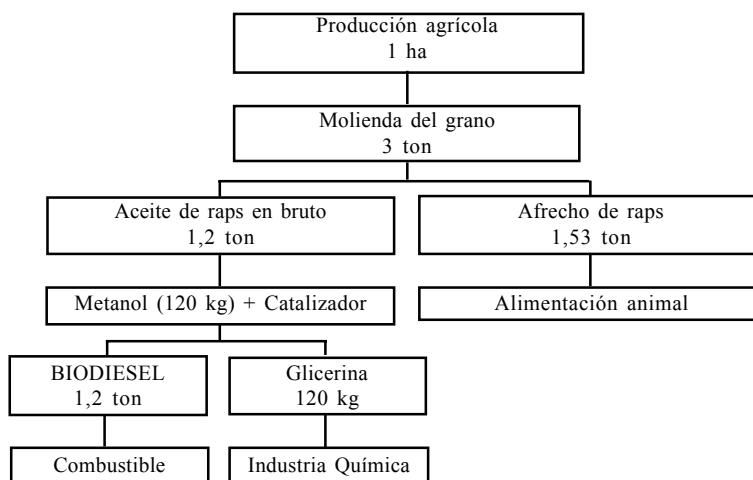 Producción agrícola
1 ha
Molienda del grano
3 ton
Aceite de raps en bruto
1,2 ton
Afrecho de raps
1,53 ton
Metanol (120 kg) + Catalizador
Alimentación animal
BIODIESEL
1,2 ton
Glicerina
120 kg
Combustible
Industria Química